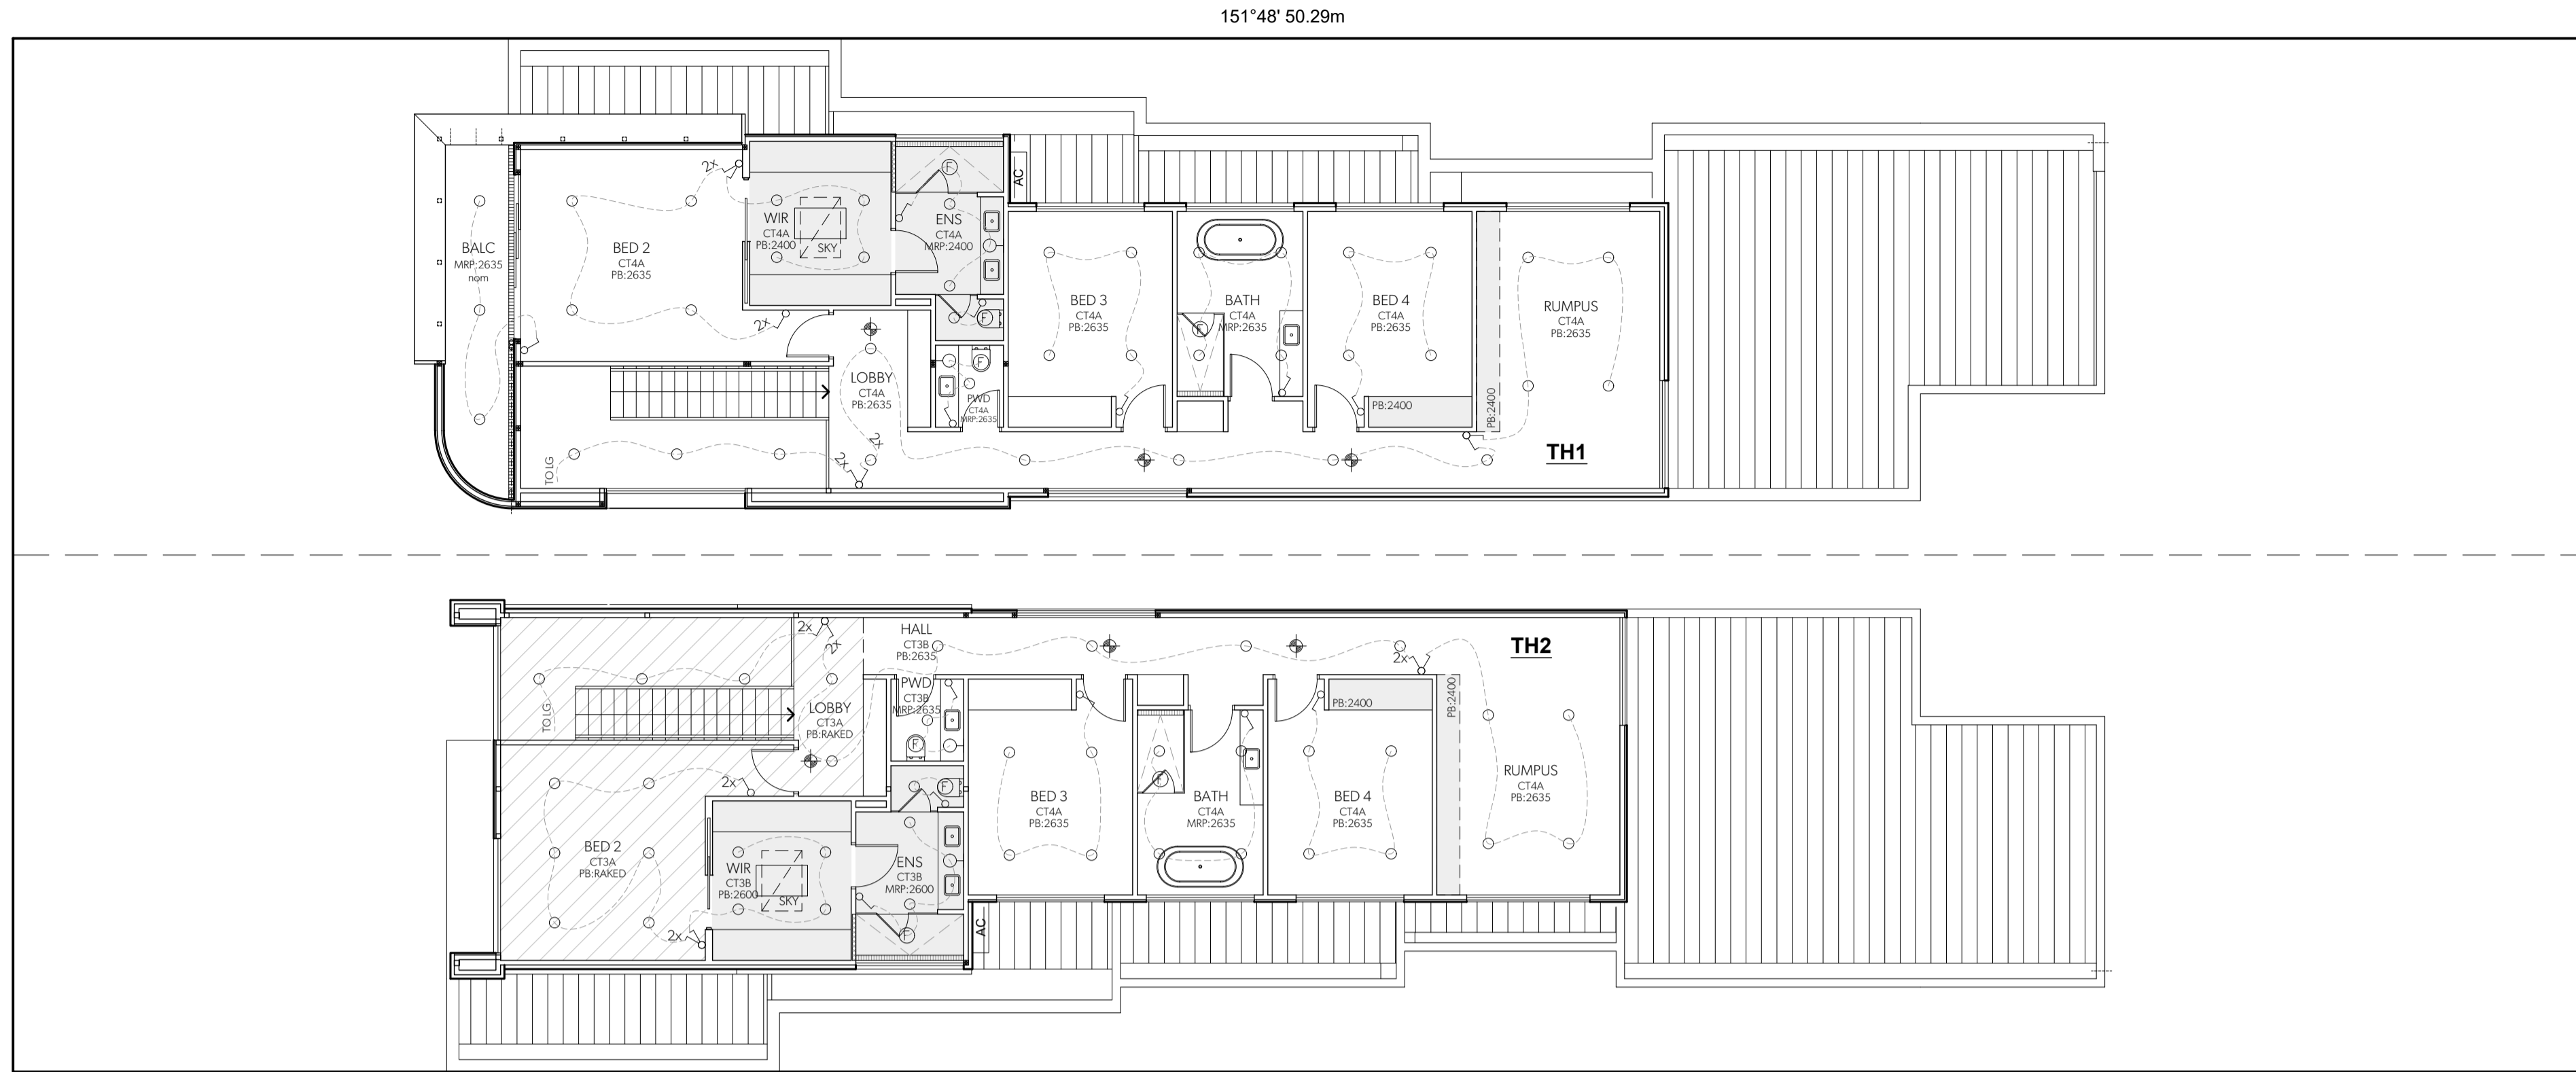 151°48' 50.29m
2x
AC
WIR
CT4A
PB:2400
SKY
ENS
CT4A
MRP:2400
BALC
MRP:2635
nom
BED 2
CT4A
PB:2635
2x
F
F
BED 3
CT4A
PB:2635
BATH
CT4A
MRP:2635
F
BED 4
CT4A
PB:2635
RUMPUS
CT4A
PB:2635
LOBBY
CT4A
PB:2635
F
PWD
CT4A
MRP:2635
PB:2400
PB:2400
2x
2x
TO LG
TH1
2x
2x
HALL
CT3B
PB:2635
TH2
2x
PWD
CT3B
MRP:2635
TO LG
LOBBY
CT3A
PB:RAKED
F
PB:2400
PB:2400
2x
F
F
BED 3
CT4A
PB:2635
BATH
CT4A
MRP:2635
BED 4
CT4A
PB:2635
RUMPUS
CT4A
PB:2635
BED 2
CT3A
PB:RAKED
WIR
CT3B
PB:2600
SKY
ENS
CT3B
MRP:2600
2x
F
AC